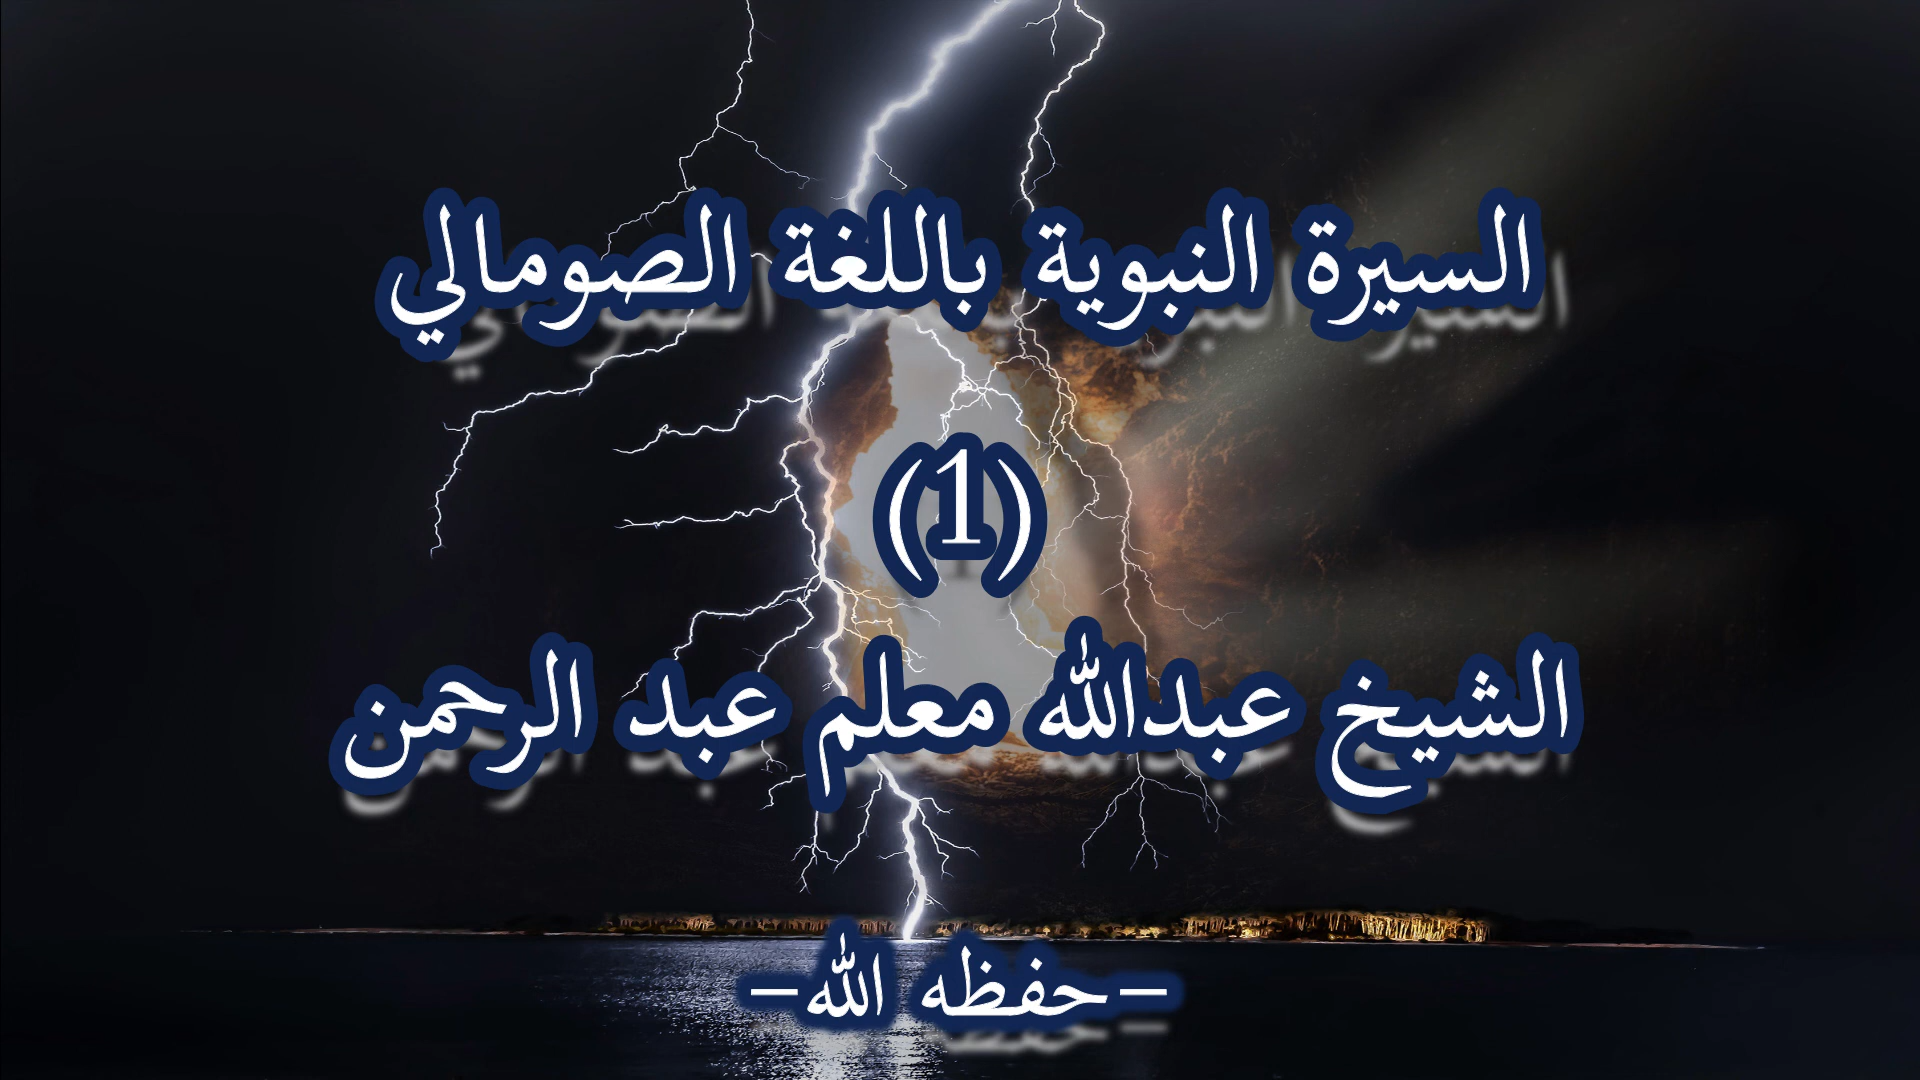 السيرة النبوية باللغة الصومالي
(1)
الشيخ عبدالله معلم عبد الرحمن
-حفظه الله-